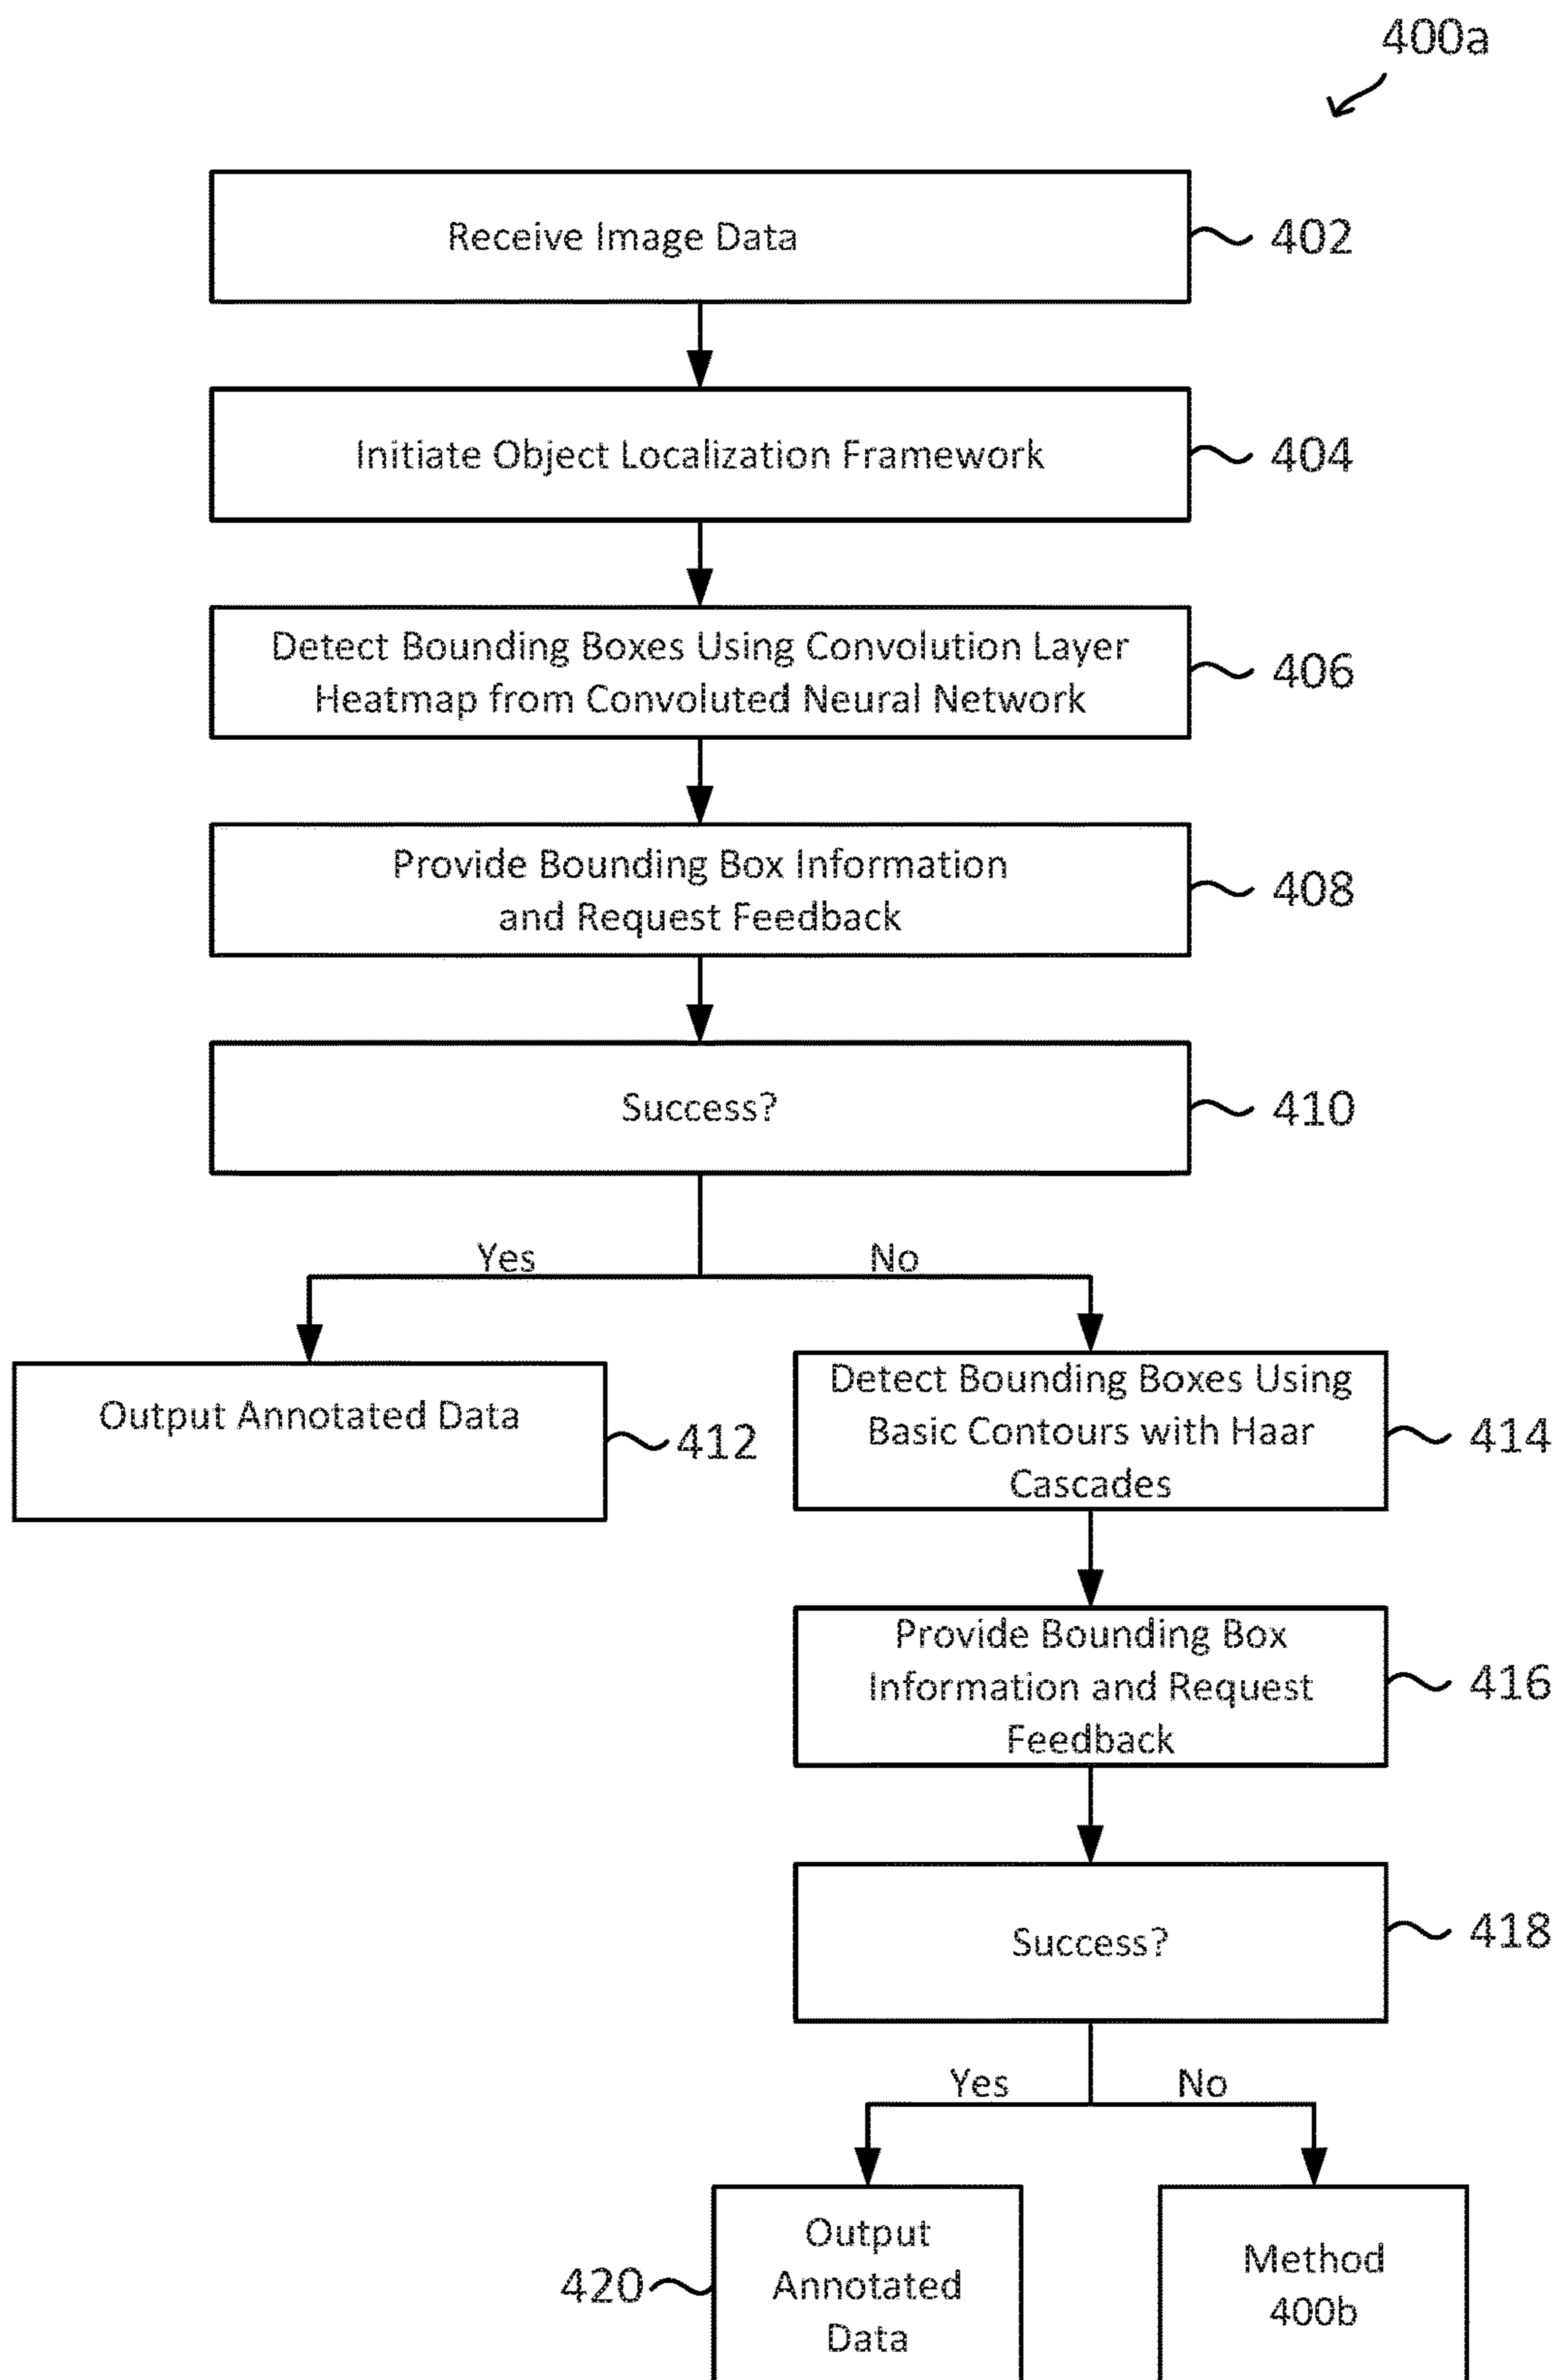 400a
Receive Image Data
402
Initiate Object Localization Framework
404
Detect Bounding Boxes Using Convolution Layer
Heatmap from Convoluted Neural Network
406
Provide Bounding Box Information
and Request Feedback
408
Success?
410
Yes
No
Output Annotated Data
412
Detect Bounding Boxes Using
Basic Contours with Haar
Cascades
414
Provide Bounding Box
Information and Request
Feedback
416
Success?
418
Yes
No
420
Output
Annotated
Data
Method
400b